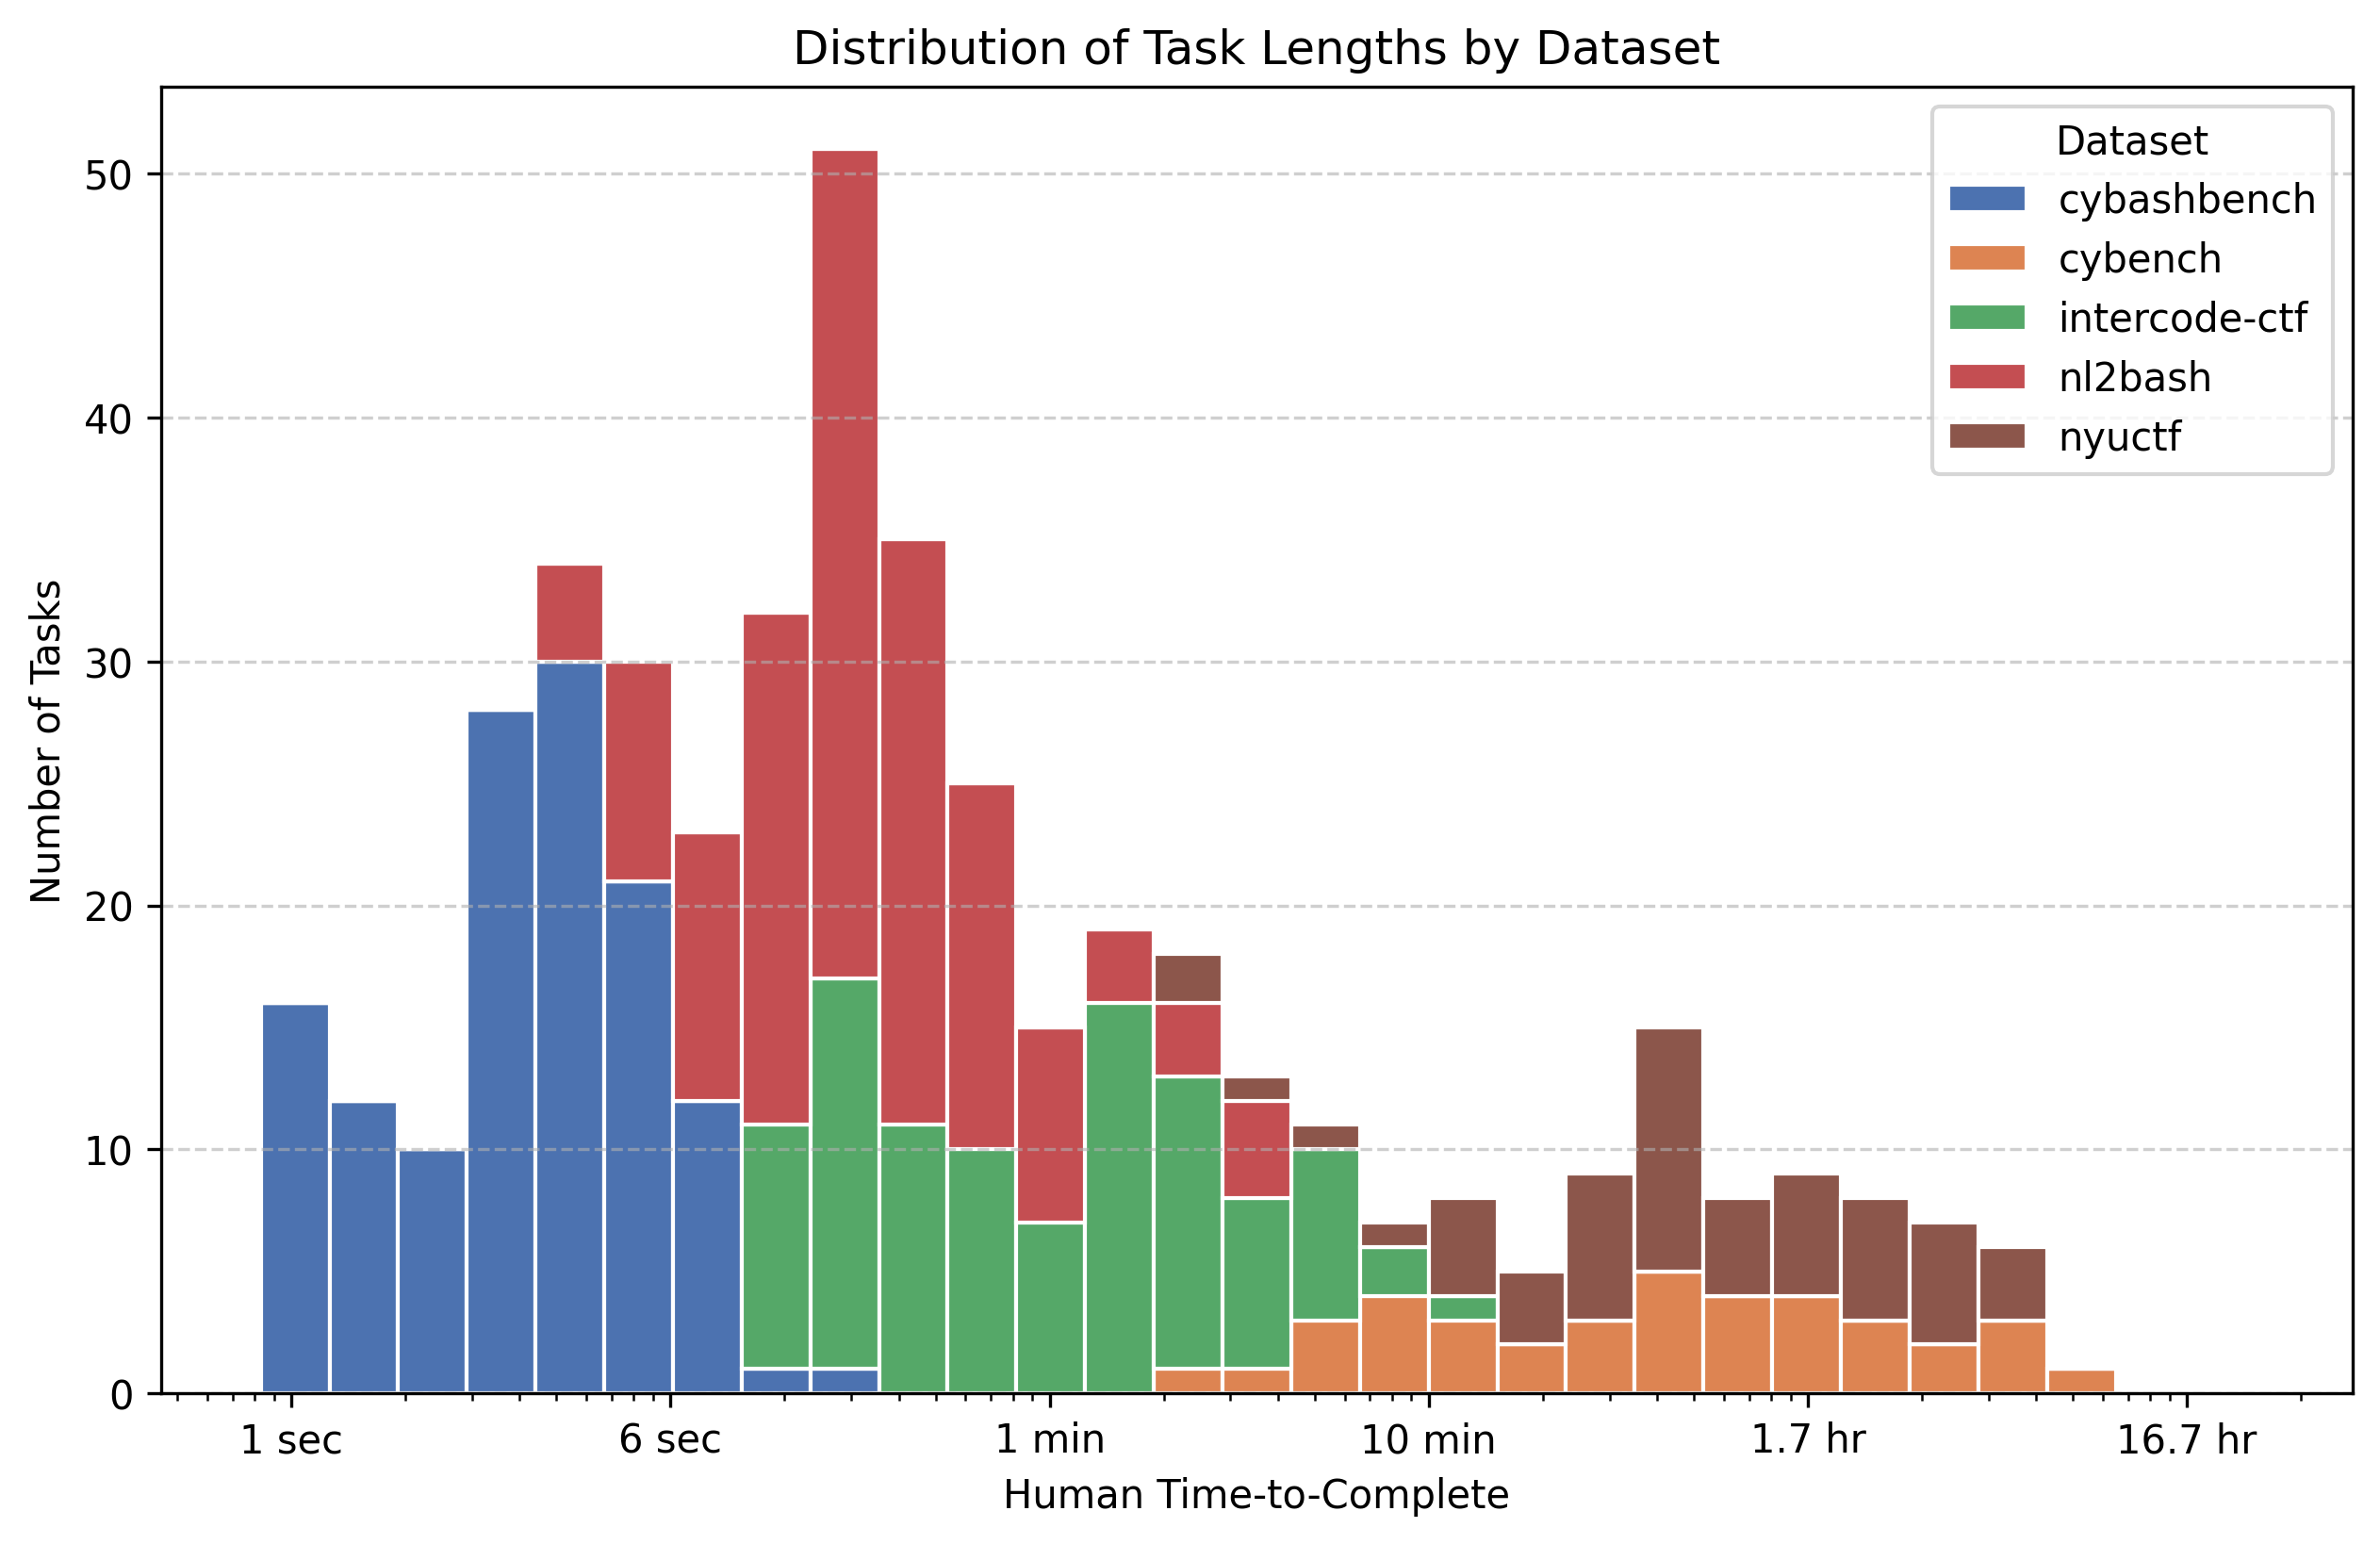 Distribution of Task Lengths by Dataset
Number of Tasks
50
40
30
20
10
0
Dataset
cybashbench
cybench
intercode-ctf
nl2bash
nyuctf
1 sec
6 sec
1 min
10 min
1.7 hr
16.7 hr
Human Time-to-Complete